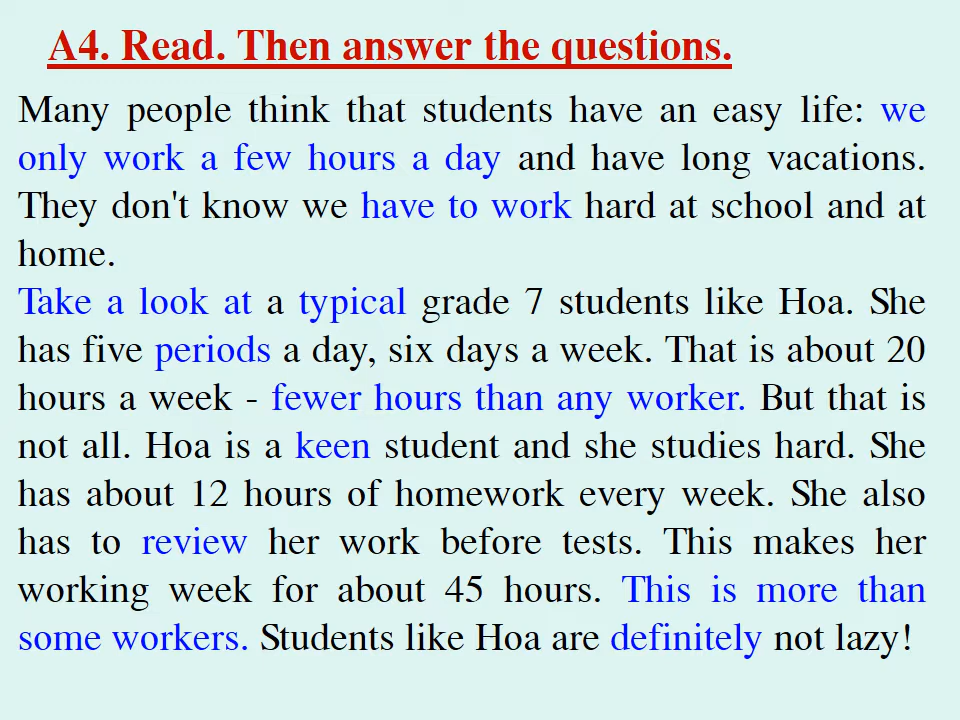 A4. Read. Then answer the questions.
Many people think that students have an easy life: we
only work a few hours a day and have long vacations.
They don't know we have to work hard at school and at
home.
Take a look at a typical grade 7 students like Hoa. She
has five periods a day, six days a week. That is about 20
hours a week - fewer hours than any worker. But that is
not all. Hoa is a keen student and she studies hard. She
has about 12 hours of homework every week. She also
has to review her work before tests. This makes her
working week for about 45 hours. This is more than
some workers. Students like Hoa are definitely not lazy!